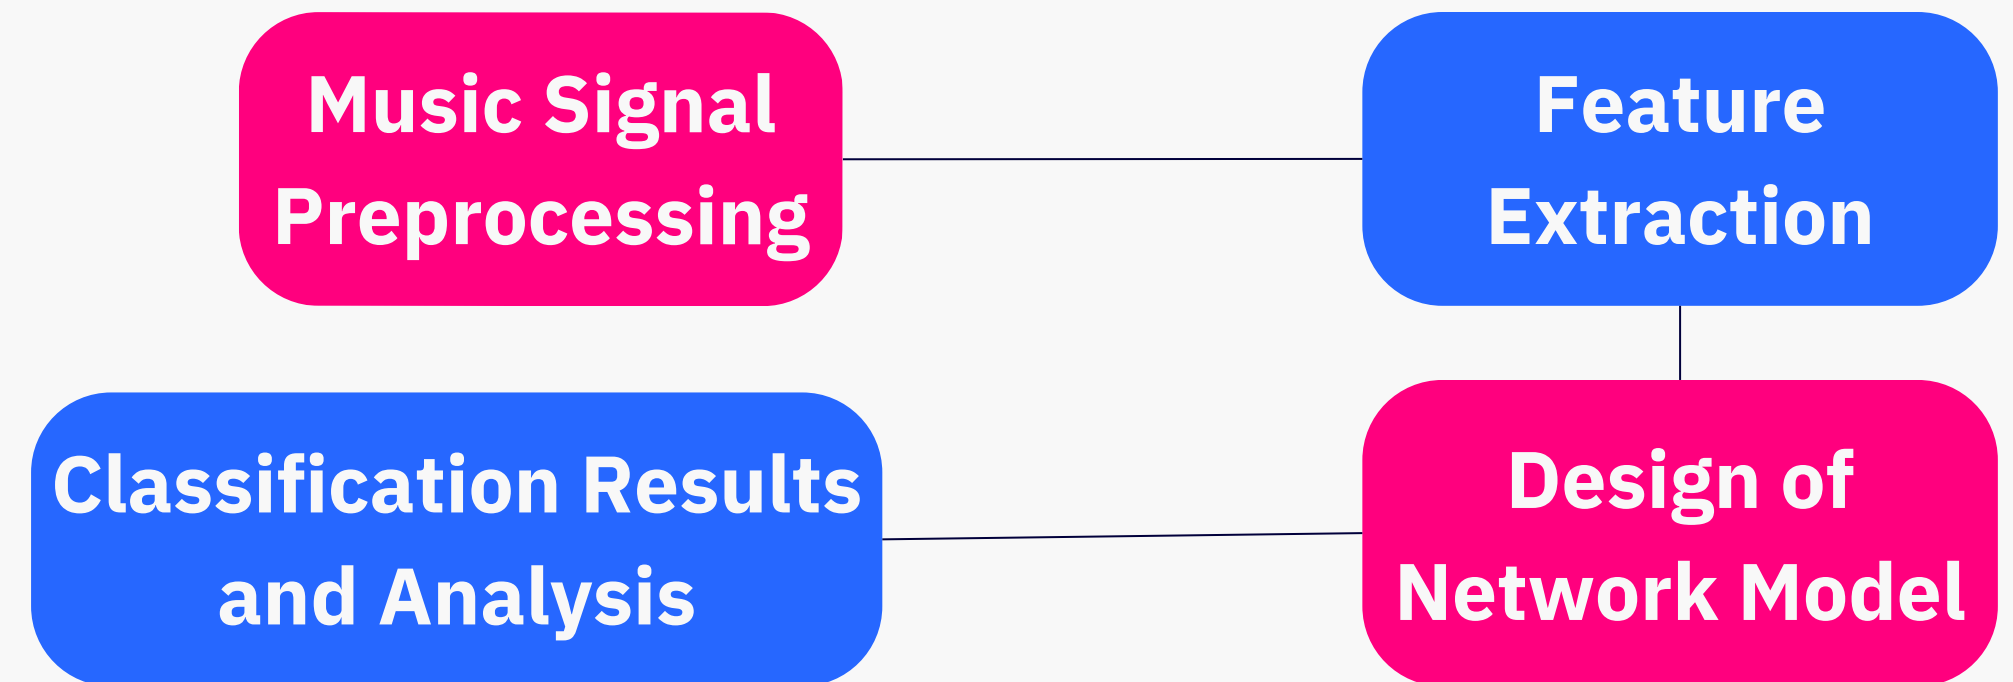 Music Signal
Preprocessing
Feature
Extraction
Classification Results
and Analysis
Design of
Network Model